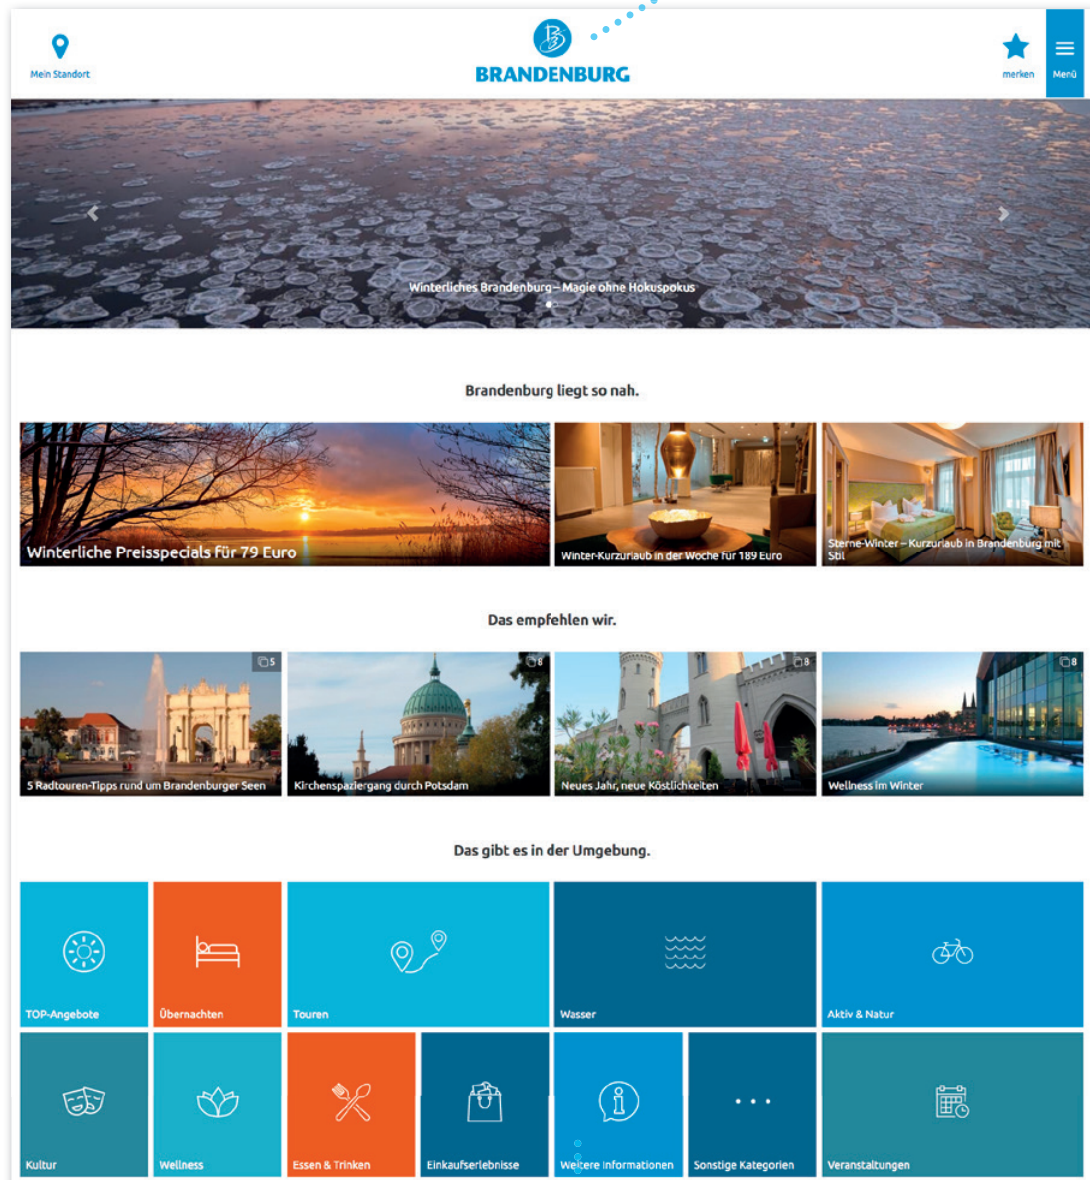 Mein Standort
BRANDENBURG
merken
Menü
Winterliches Brandenburg – Magie ohne Hokuspokus
Brandenburg liegt so nah.
Winterliche Preisspecials für 79 Euro
Winter-Kurzurlaub in der Woche für 189 Euro
Sterne-Winter – Kurzurlaub in Brandenburg mit
Stil
Das empfehlen wir.
5
8
8
8
5 Radtouren-Tipps rund um Brandenburger Seen
Kirchenspaziergang durch Potsdam
Neues Jahr, neue Köstlichkeiten
Wellness im Winter
Das gibt es in der Umgebung.
TOP-Angebote
Übernachten
Touren
Wasser
Aktiv & Natur
Kultur
Wellness
Essen & Trinken
Einkaufserlebnisse
Weitere Informationen
Sonstige Kategorien
Veranstaltungen